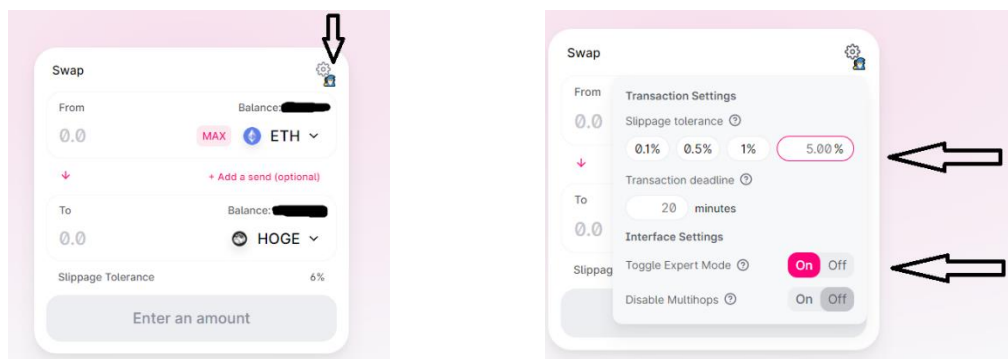 Swap
From Balance:
0.0 MAX ETH
+ Add a send (optional)
To Balance:
0.0 HOGE
Slippage Tolerance 6%
Enter an amount
Swap
From
0.0
To
0.0
Slippag
Transaction Settings
Slippage tolerance ?
0.1% 0.5% 1% 5.00%
Transaction deadline ?
20 minutes
Interface Settings
Toggle Expert Mode ? On Off
Disable Multihops ? On Off